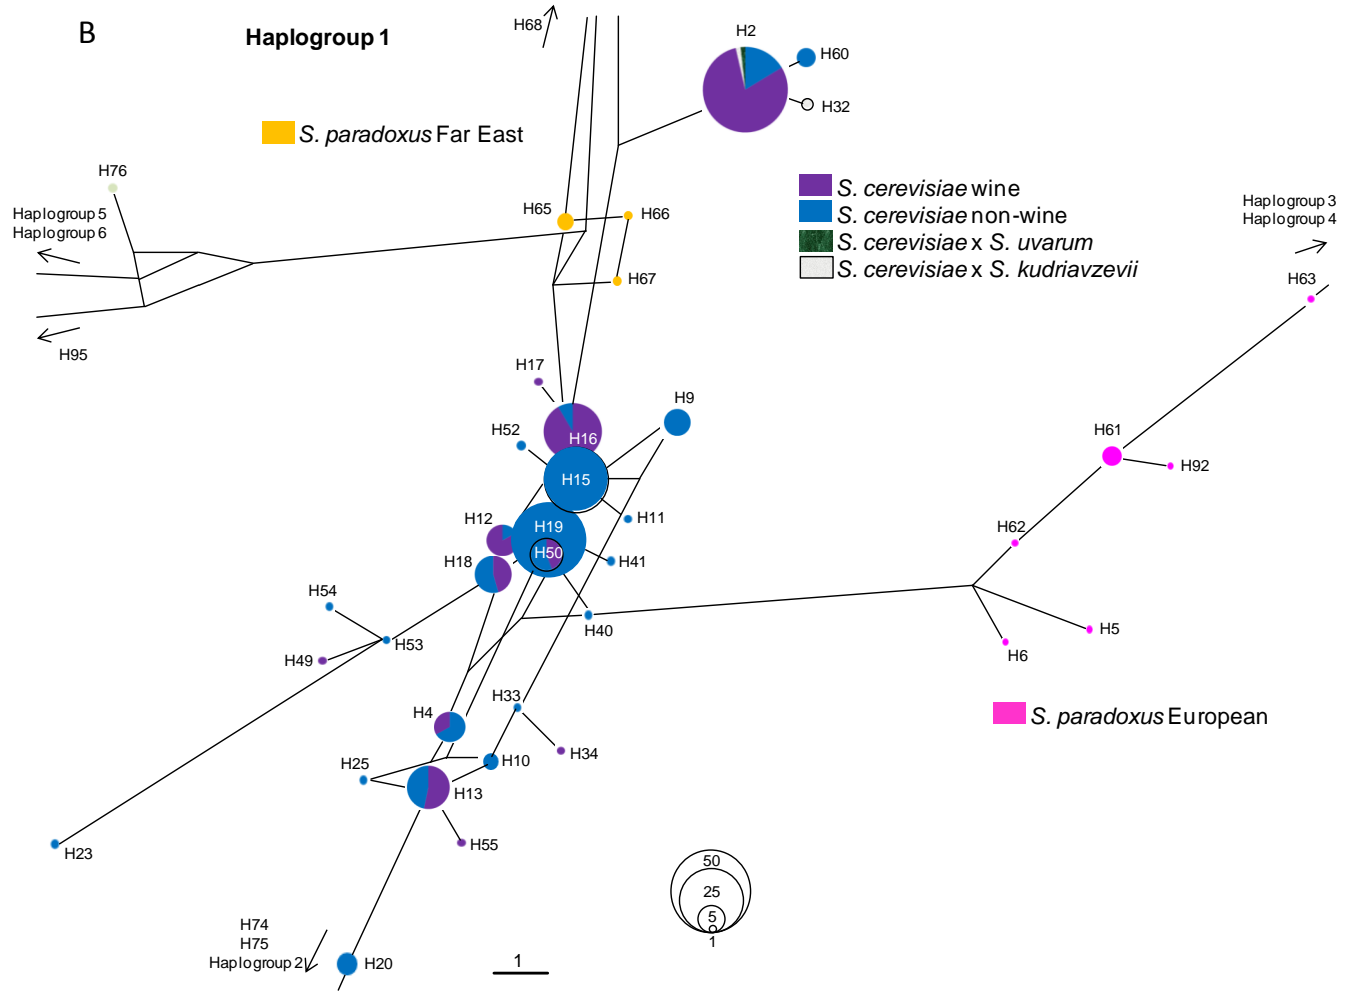 B
Haplogroup 1
H68
H2
H60
H32
S. paradoxus Far East
H76
S. cerevisiae wine
S. cerevisiae non-wine
S. cerevisiae x S. uvarum
S. cerevisiae x S. kudriavzevii
Haplogroup 5
Haplogroup 6
H65
H66
H67
Haplogroup 3
Haplogroup 4
H63
H95
H17
H9
H16
H52
H15
H61
H92
H12
H19
H11
H62
H50
H18
H41
H54
H53
H49
H40
H5
H6
H33
H4
S. paradoxus European
H34
H25
H10
H13
H55
H23
50
25
5
1
H74
H75
Haplogroup 2
H20
1